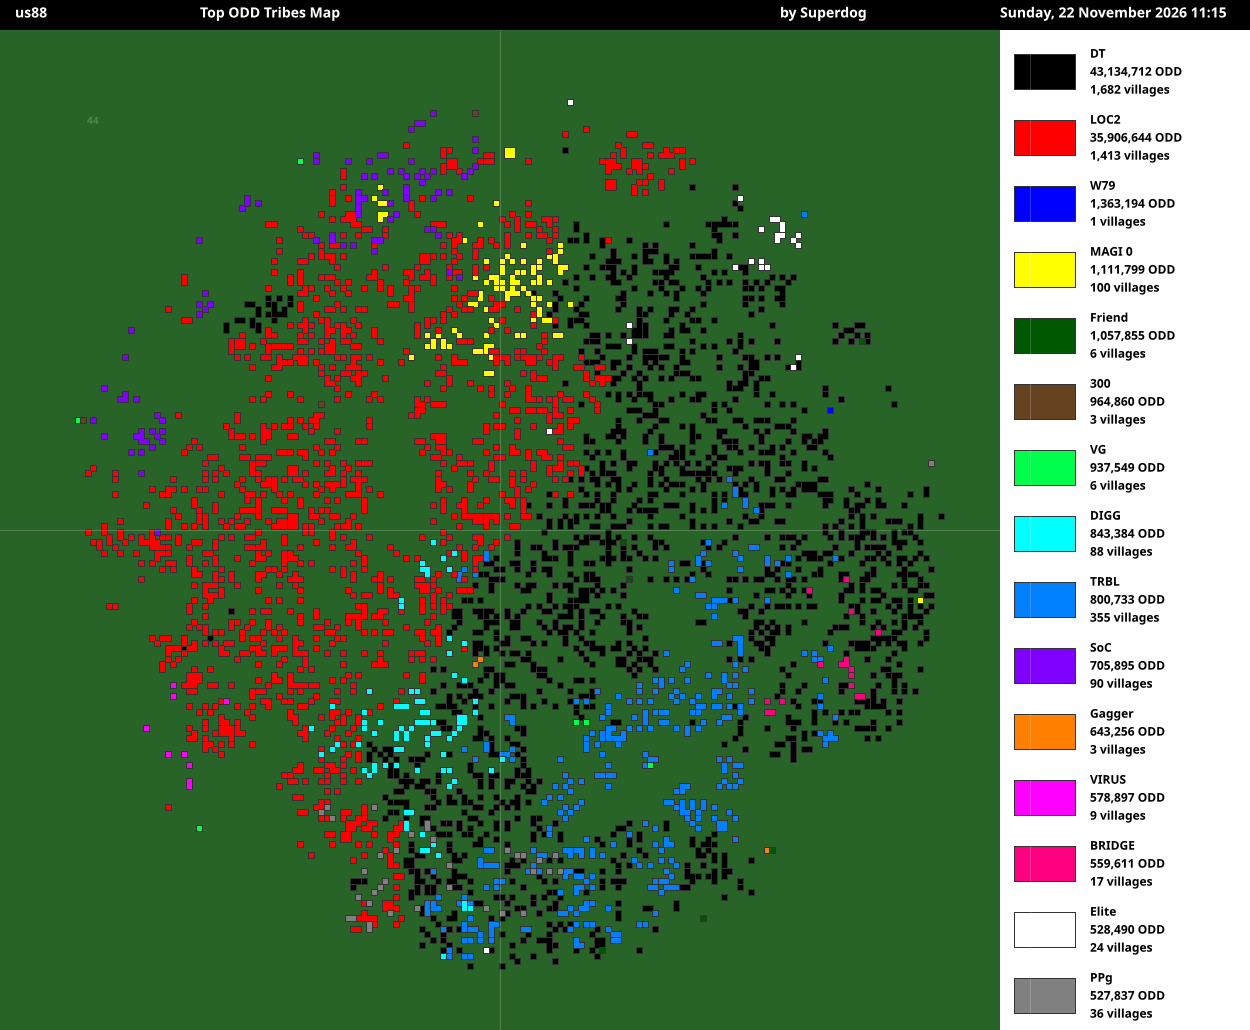 us88 Top ODD Tribes Map by Superdog Sunday, 22 November 2026 11:15
44
DT
43,134,712 ODD
1,682 villages
LOC2
35,906,644 ODD
1,413 villages
W79
1,363,194 ODD
1 villages
MAGI 0
1,111,799 ODD
100 villages
Friend
1,057,855 ODD
6 villages
300
964,860 ODD
3 villages
VG
937,549 ODD
6 villages
DIGG
843,384 ODD
88 villages
TRBL
800,733 ODD
355 villages
SoC
705,895 ODD
90 villages
Gagger
643,256 ODD
3 villages
VIRUS
578,897 ODD
9 villages
BRIDGE
559,611 ODD
17 villages
Elite
528,490 ODD
24 villages
PPg
527,837 ODD
36 villages